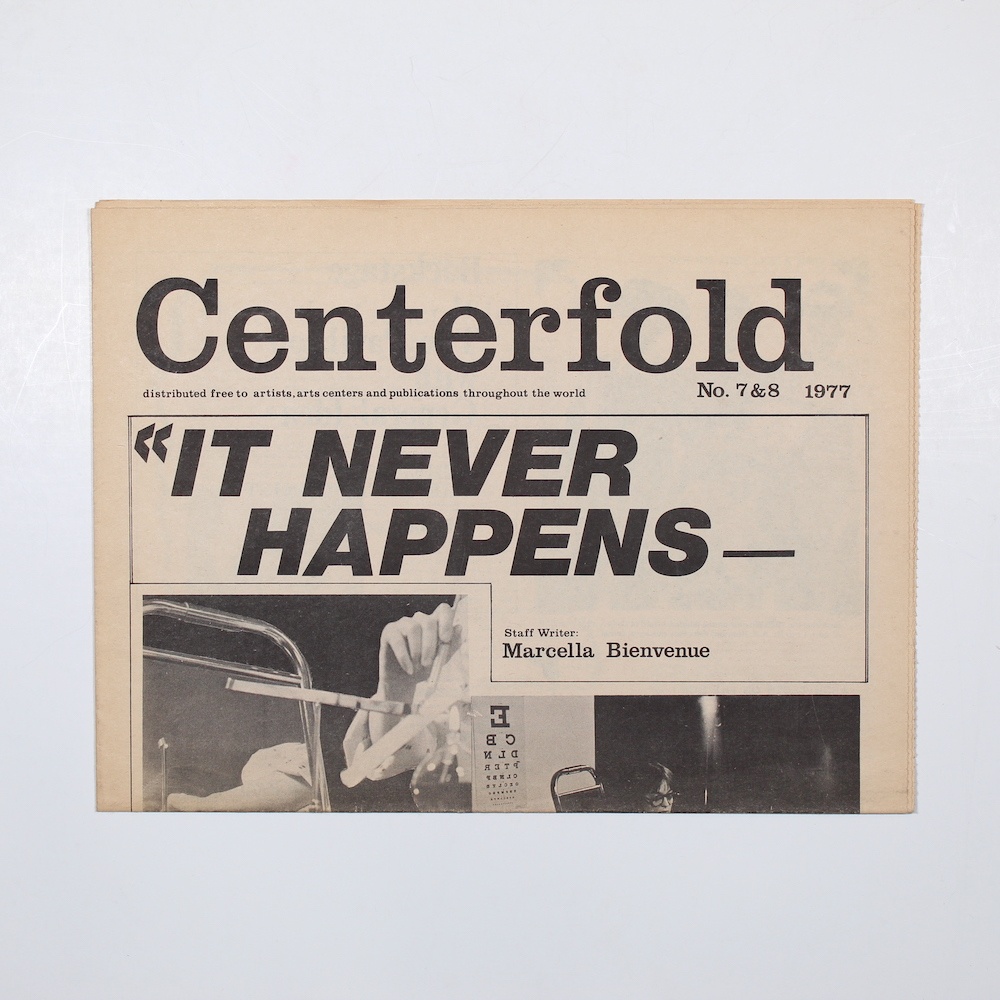 Centerfold
distributed free to artists, arts centers and publications throughout the world
No. 7 & 8 1977
“IT NEVER
HAPPENS—
Staff Writer:
Marcella Bienvenue
E
C B
D L N
P T E R